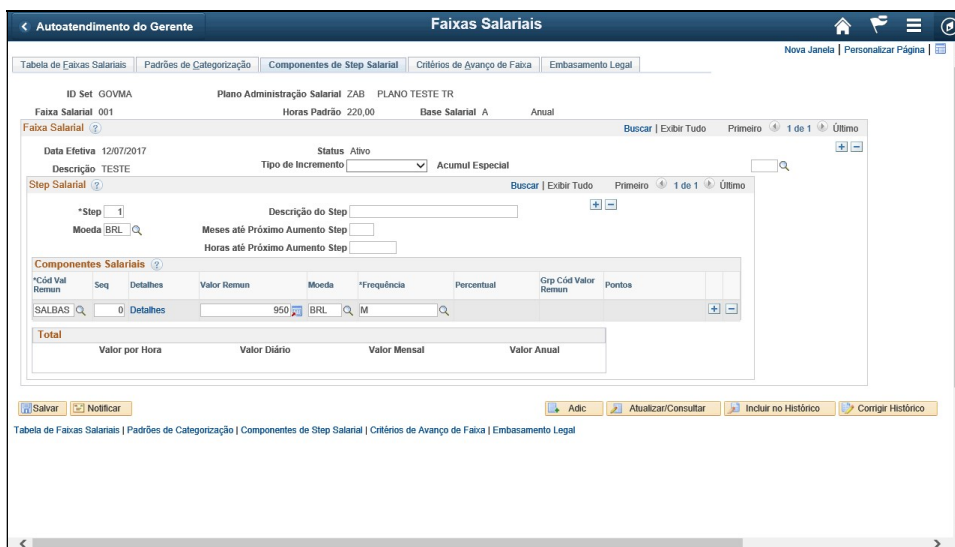 Autoatendimento do Gerente
Faixas Salariais
Nova Janela | Personalizar Página |
Tabela de Faixas Salariais Padrões de Categorização Componentes de Step Salarial Critérios de Avanço de Faixa Embasamento Legal
ID Set GOVMA Plano Administração Salarial ZAB PLANO TESTE TR
Faixa Salarial 001 Horas Padrão 220,00 Base Salarial A Anual
Faixa Salarial ? Buscar | Exibir Tudo Primeiro 1 de 1 Último
Data Efetiva 12/07/2017 Status Ativo + -
Descrição TESTE Tipo de Incremento Acumul Especial
Step Salarial ? Buscar | Exibir Tudo Primeiro 1 de 1 Último
*Step 1 Descrição do Step + -
Moeda BRL Meses até Próximo Aumento Step
Horas até Próximo Aumento Step
Componentes Salariais ?
*Cód Val Remun Seq Detalhes Valor Remun Moeda *Frequência Percentual Grp Cód Valor Remun Pontos
SALBAS 0 Detalhes 950 BRL M + -
Total
Valor por Hora Valor Diário Valor Mensal Valor Anual
Salvar Notificar Adic Atualizar/Consultar Incluir no Histórico Corrigir Histórico
Tabela de Faixas Salariais | Padrões de Categorização | Componentes de Step Salarial | Critérios de Avanço de Faixa | Embasamento Legal